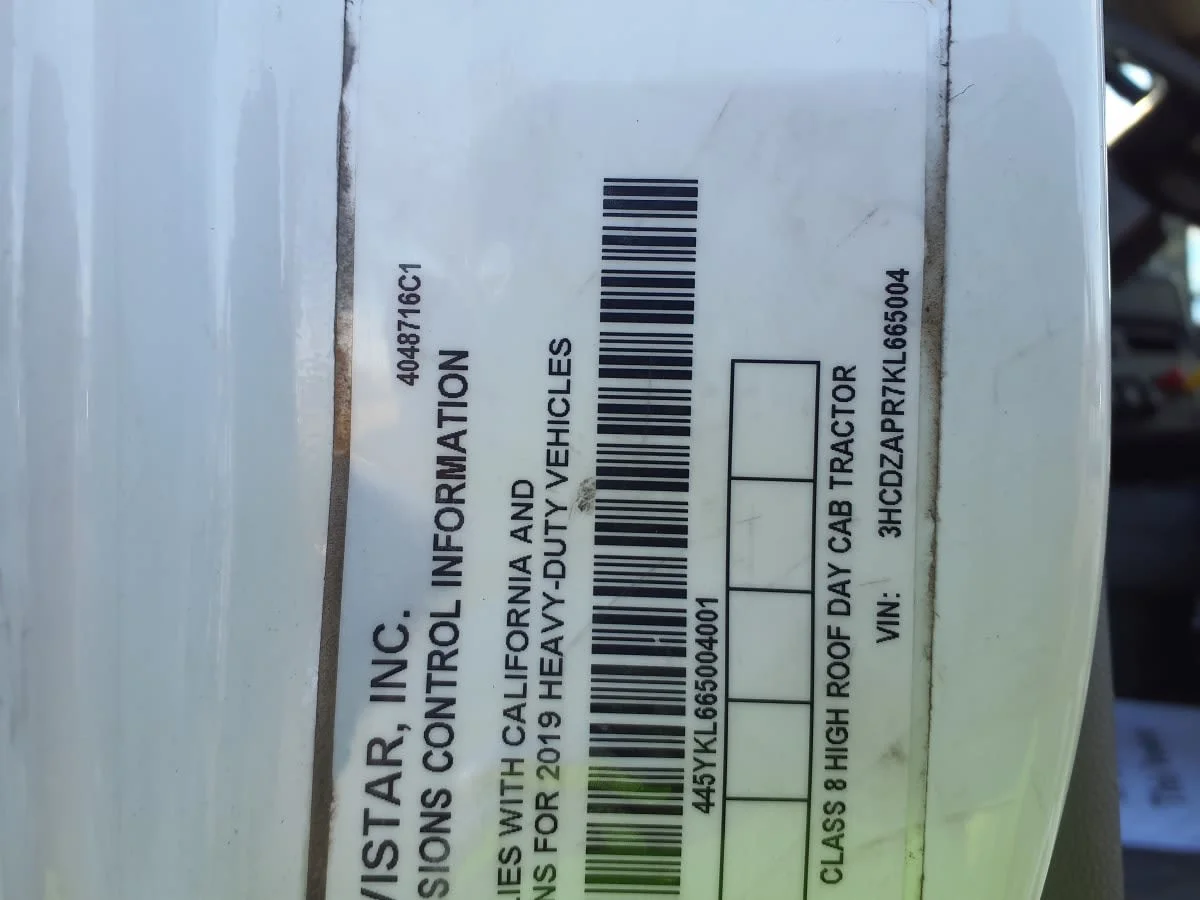 4048716C1
VISTAR, INC.
SIONS CONTROL INFORMATION
LIES WITH CALIFORNIA AND
NS FOR 2019 HEAVY-DUTY VEHICLES
445YKL665004001
CLASS 8 HIGH ROOF DAY CAB TRACTOR
VIN: 3HCDZAPR7KL665004